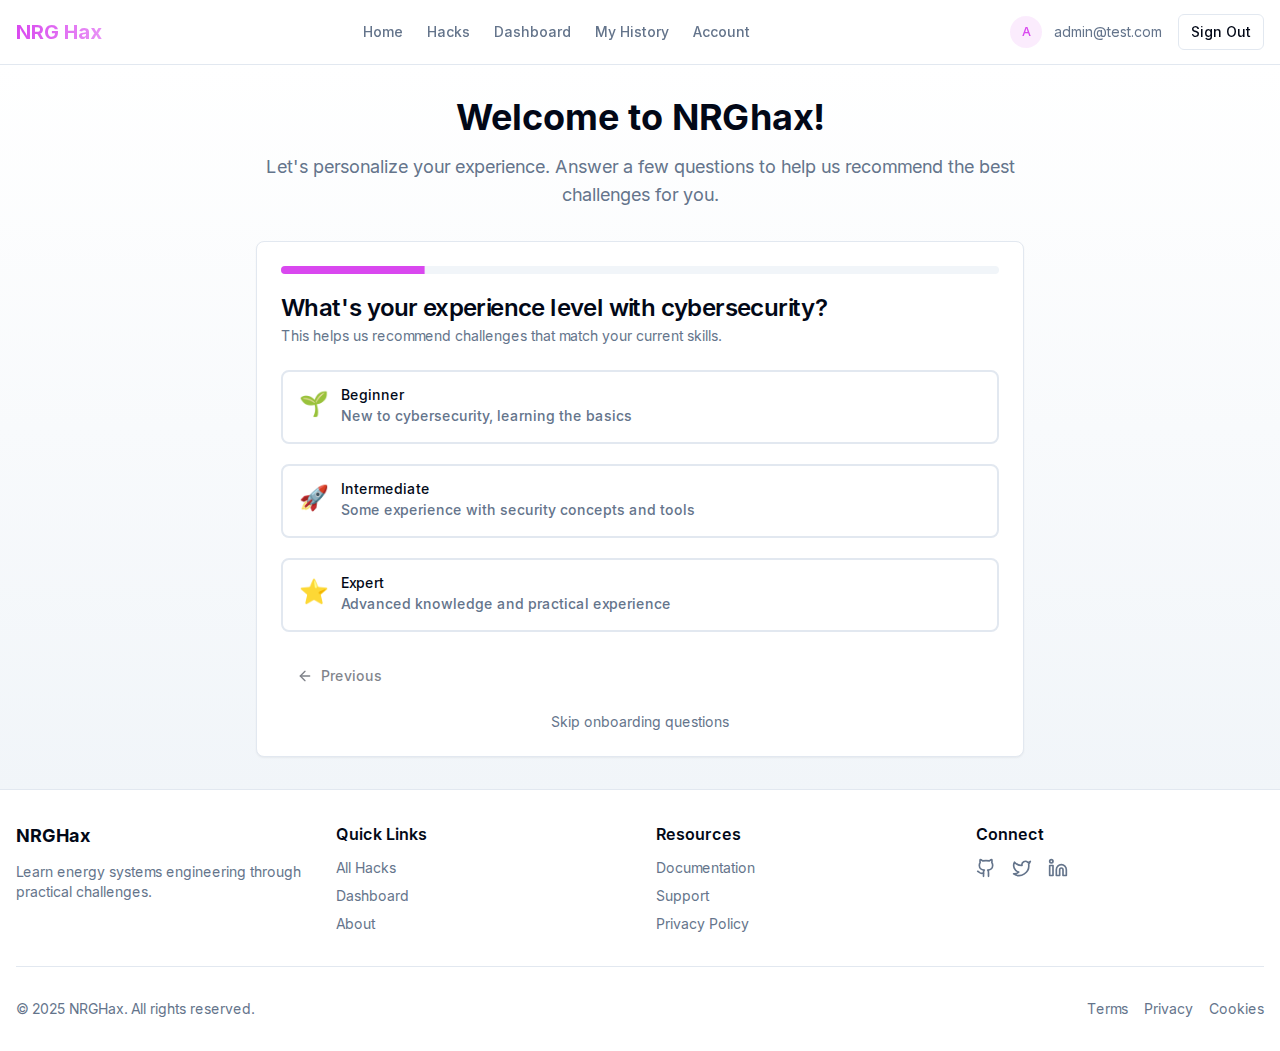 NRG Hax
Home
Hacks
Dashboard
My History
Account
A
admin@test.com
Sign Out
Welcome to NRGhax!
Let's personalize your experience. Answer a few questions to help us recommend the best
challenges for you.
What's your experience level with cybersecurity?
This helps us recommend challenges that match your current skills.
Beginner
New to cybersecurity, learning the basics
Intermediate
Some experience with security concepts and tools
Expert
Advanced knowledge and practical experience
Previous
Skip onboarding questions
NRGHax
Learn energy systems engineering through
practical challenges.
Quick Links
All Hacks
Dashboard
About
Resources
Documentation
Support
Privacy Policy
Connect
© 2025 NRGHax. All rights reserved.
Terms
Privacy
Cookies